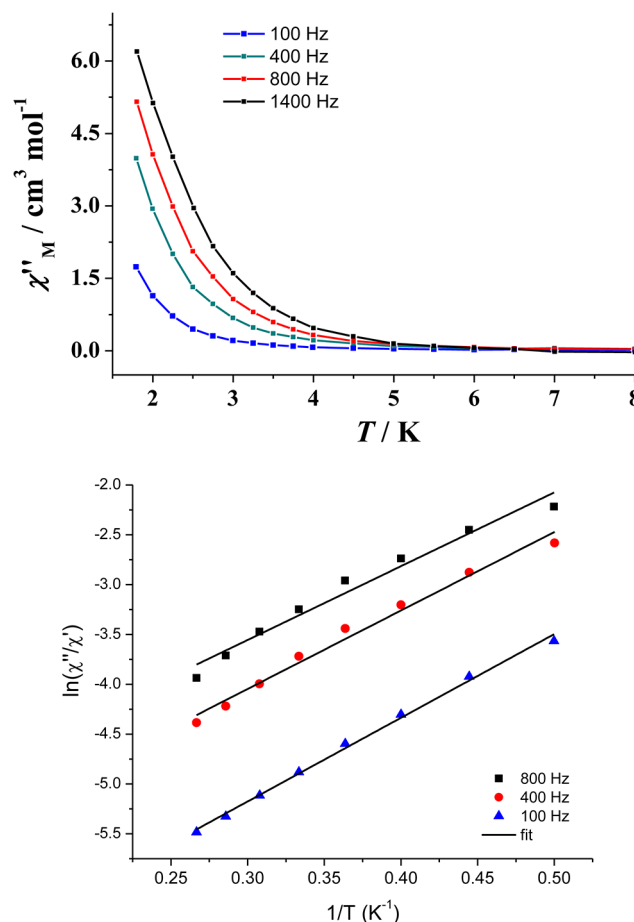 100 Hz
400 Hz
800 Hz
1400 Hz
6.0
4.5
3.0
1.5
0.0
χ''M / cm³ mol⁻¹
2 3 4 5 6 7 8
T / K
-2.0
-2.5
-3.0
-3.5
-4.0
-4.5
-5.0
-5.5
ln(χ''/χ')
800 Hz
400 Hz
100 Hz
fit
0.25 0.30 0.35 0.40 0.45 0.50
1/T (K⁻¹)